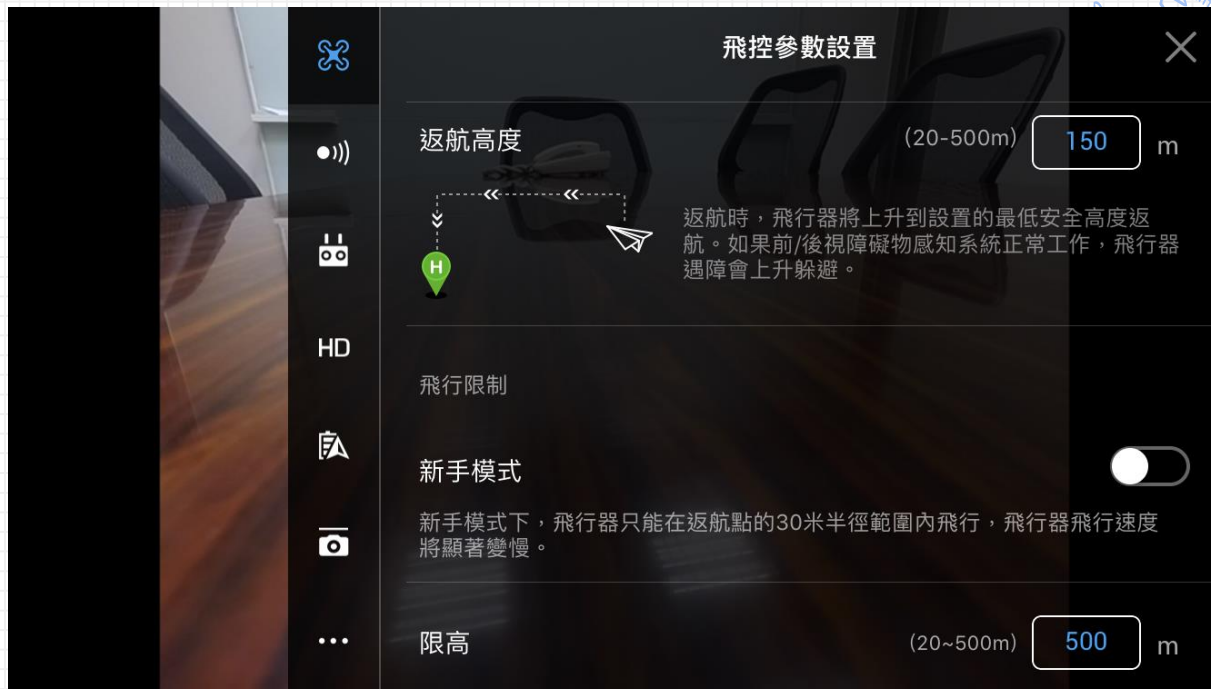 飛控參數設置
返航高度
(20-500m) 150 m
返航時，飛行器將上升到設置的最低安全高度返
航。如果前/後視障礙物感知系統正常工作，飛行器
遇障會上升躲避。
H
HD
飛行限制
新手模式
新手模式下，飛行器只能在返航點的30米半徑範圍內飛行，飛行器飛行速度
將顯著變慢。
限高
(20~500m) 500 m